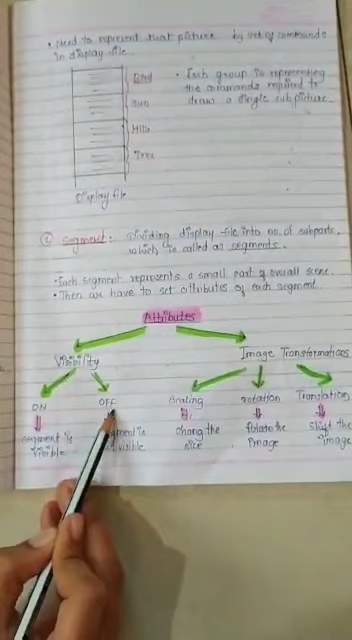 • Need to represent that picture by set of commands
in display file.
• Each group is representing
the commands required to
draw a single subpicture.
Bird
Sun
Hills
Tree
Display file
② Segment: Dividing display file into no. of subparts,
which is called as segments.
• Each segment represents a small part of overall scene.
• Then we have to set attributes of each segment.
Attributes
Visibility
Image Transformations
ON
OFF
Scaling
rotation
Translation
segment is
visible
segment is
chang the
size
Rotate the
image
Shift the
image